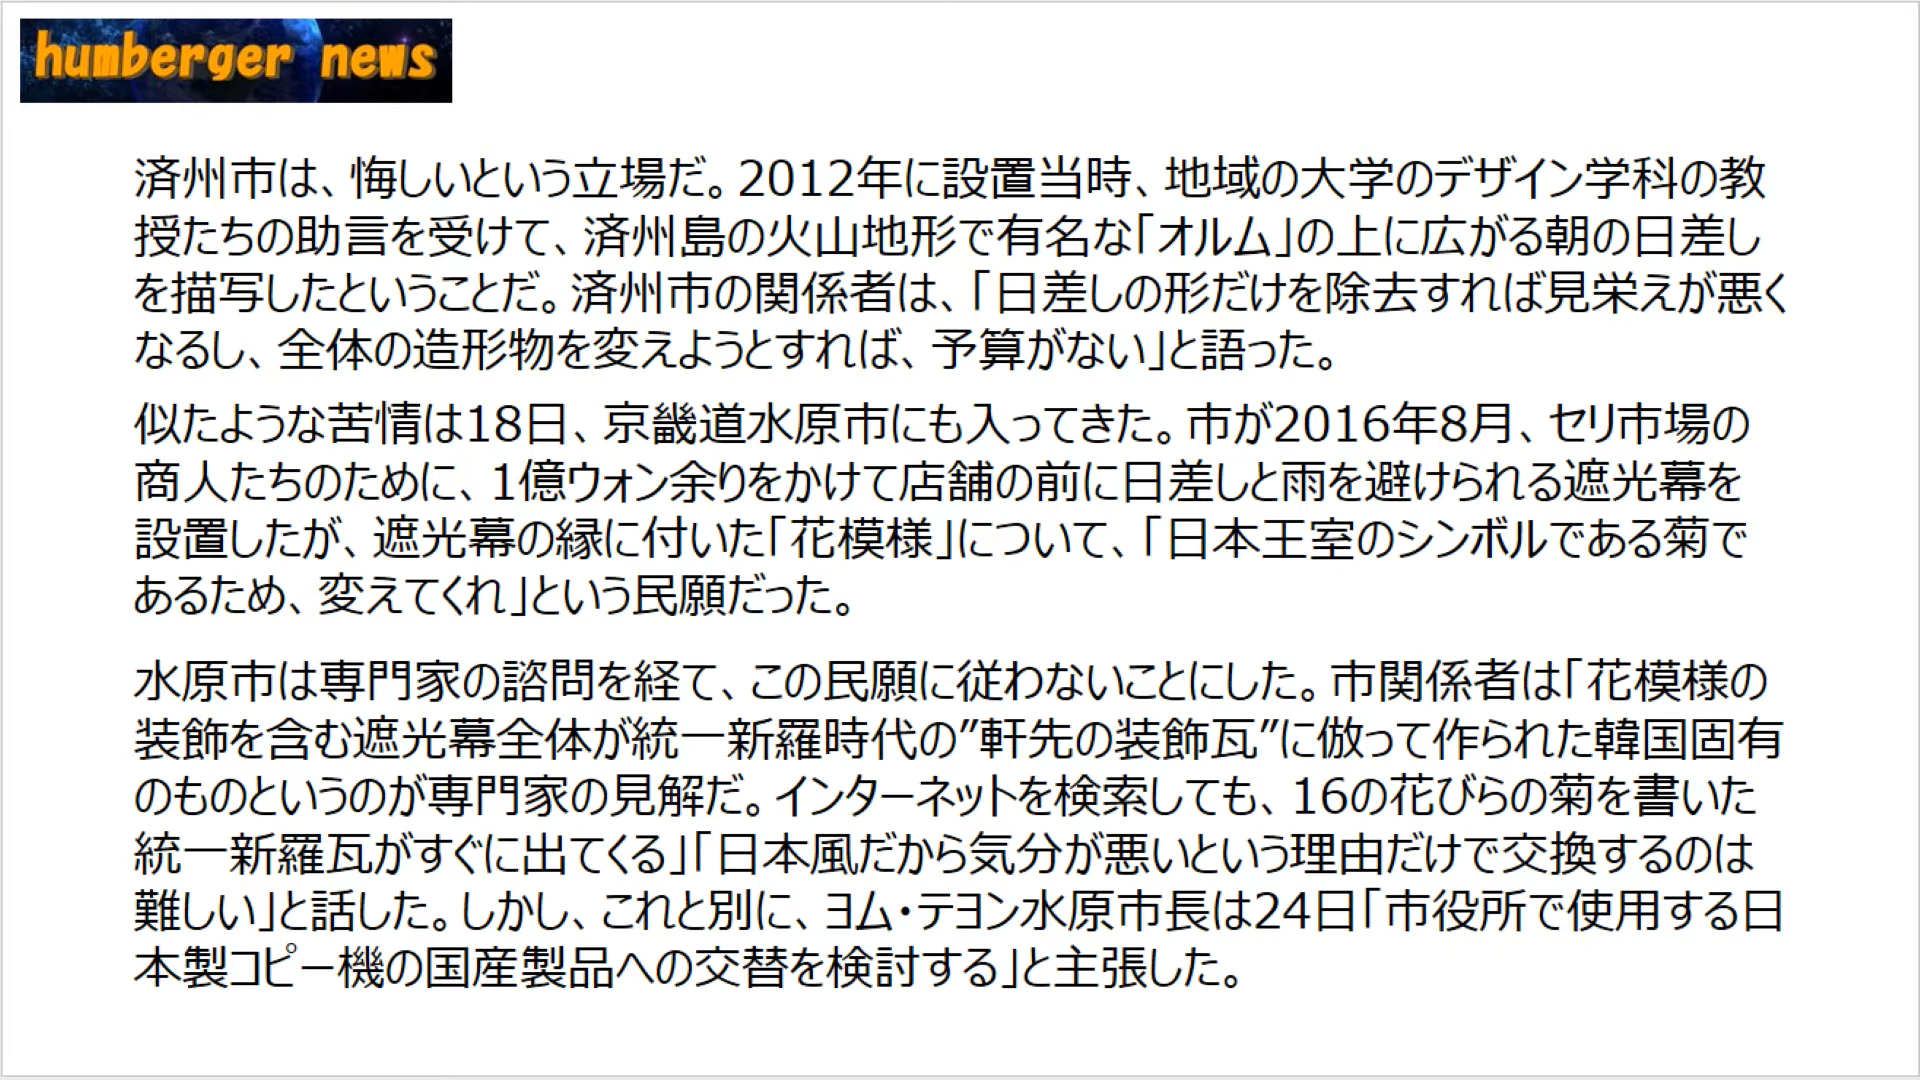 humberger news
済州市は、悔しいという立場だ。2012年に設置当時、地域の大学のデザイン学科の教
授たちの助言を受けて、済州島の火山地形で有名な「オルム」の上に広がる朝の日差し
を描写したということだ。済州市の関係者は、「日差しの形だけを除去すれば見栄えが悪く
なるし、全体の造形物を変えようとすれば、予算がない」と語った。
似たような苦情は18日、京畿道水原市にも入ってきた。市が2016年8月、セリ市場の
商人たちのために、1億ウォン余りをかけて店舗の前に日差しと雨を避けられる遮光幕を
設置したが、遮光幕の縁に付いた「花模様」について、「日本王室のシンボルである菊で
あるため、変えてくれ」という民願だった。
水原市は専門家の諮問を経て、この民願に従わないことにした。市関係者は「花模様の
装飾を含む遮光幕全体が統一新羅時代の”軒先の装飾瓦”に倣って作られた韓国固有
のものというのが専門家の見解だ。インターネットを検索しても、16の花びらの菊を書いた
統一新羅瓦がすぐに出てくる」「日本風だから気分が悪いという理由だけで交換するのは
難しい」と話した。しかし、これと別に、ヨム・テヨン水原市長は24日「市役所で使用する日
本製コピー機の国産製品への交替を検討する」と主張した。